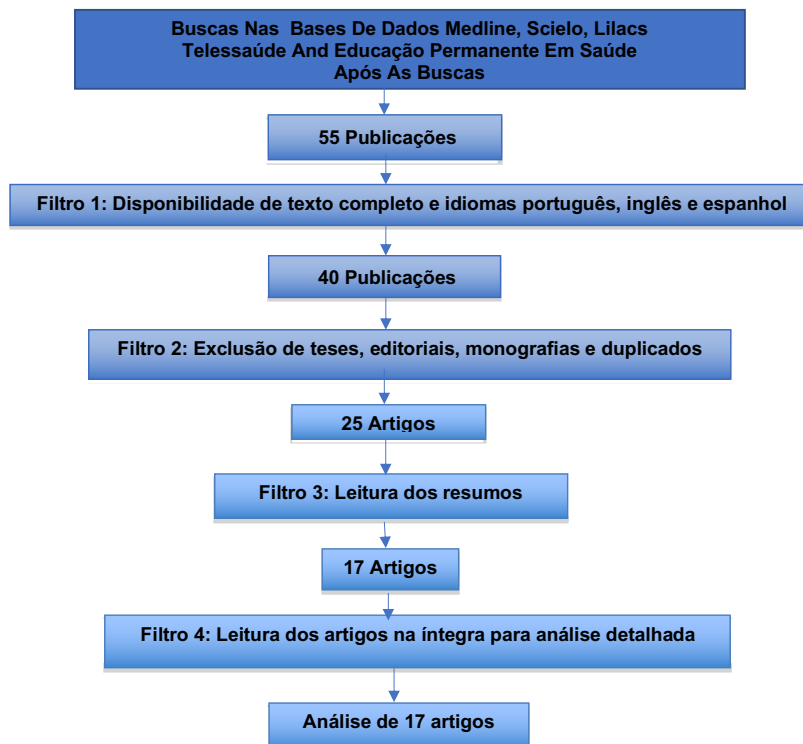 Buscas Nas Bases De Dados Medline, Scielo, Lilacs
Telessaúde And Educação Permanente Em Saúde
Após As Buscas
55 Publicações
Filtro 1: Disponibilidade de texto completo e idiomas português, inglês e espanhol
40 Publicações
Filtro 2: Exclusão de teses, editoriais, monografias e duplicados
25 Artigos
Filtro 3: Leitura dos resumos
17 Artigos
Filtro 4: Leitura dos artigos na íntegra para análise detalhada
Análise de 17 artigos